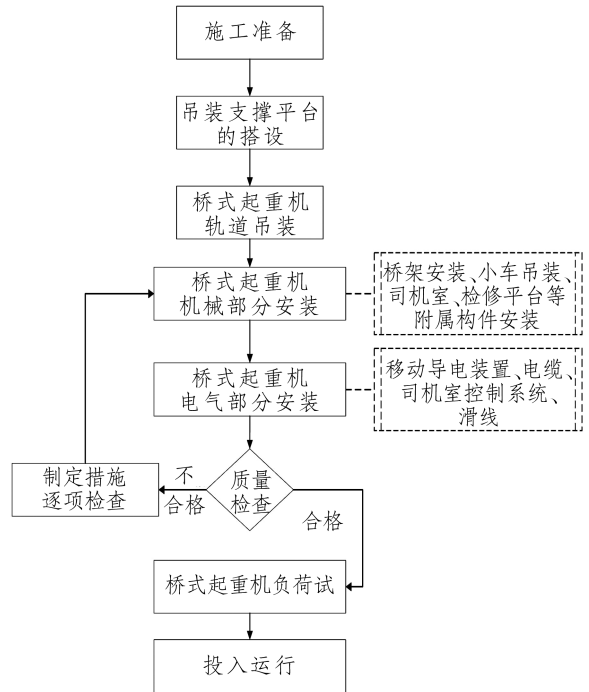 施工准备
吊装支撑平台
的搭设
桥式起重机
轨道吊装
桥式起重机
机械部分安装
桥架安装、小车吊装、
司机室、检修平台等
附属构件安装
桥式起重机
电气部分安装
移动导电装置、电缆、
司机室控制系统、
滑线
制定措施
逐项检查
不
合格
质量
检查
合格
桥式起重机负荷试
投入运行